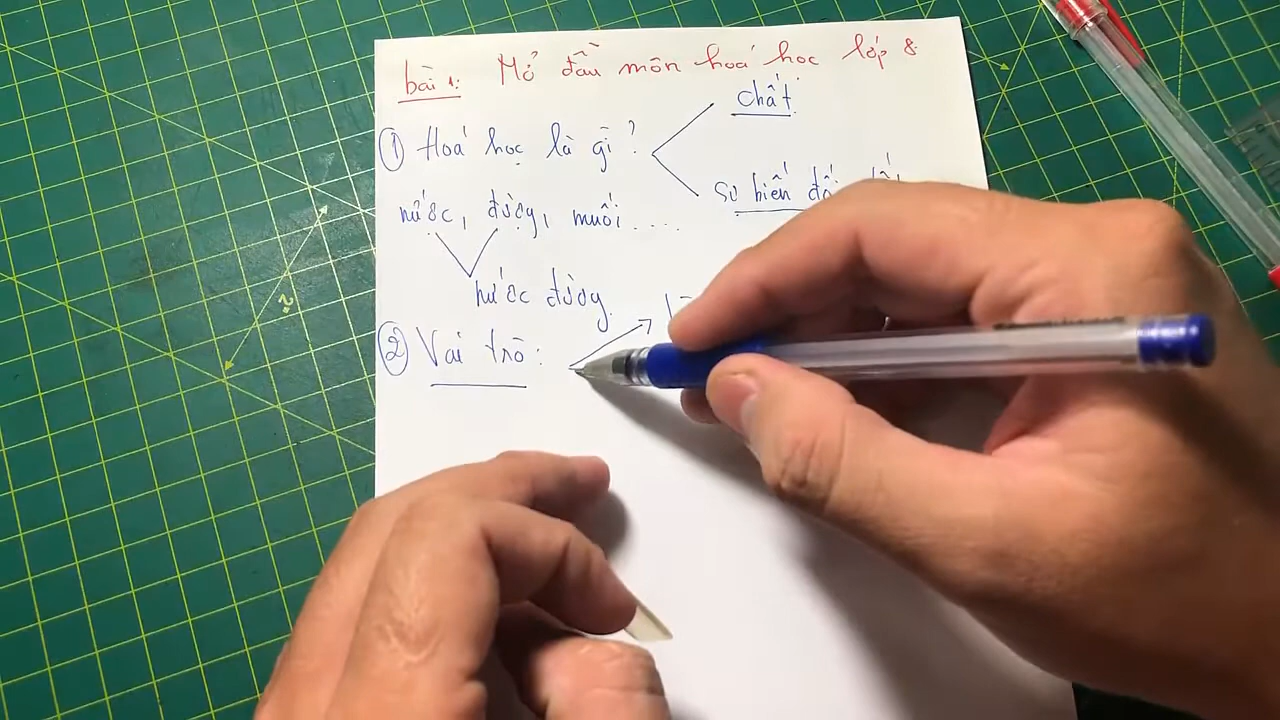 bài 1: Mở đầu môn hoá học lớp 8.
chất
① Hoá học là gì?
sự biến đổi
nước, đường, muối....
nước đường
② Vai trò: